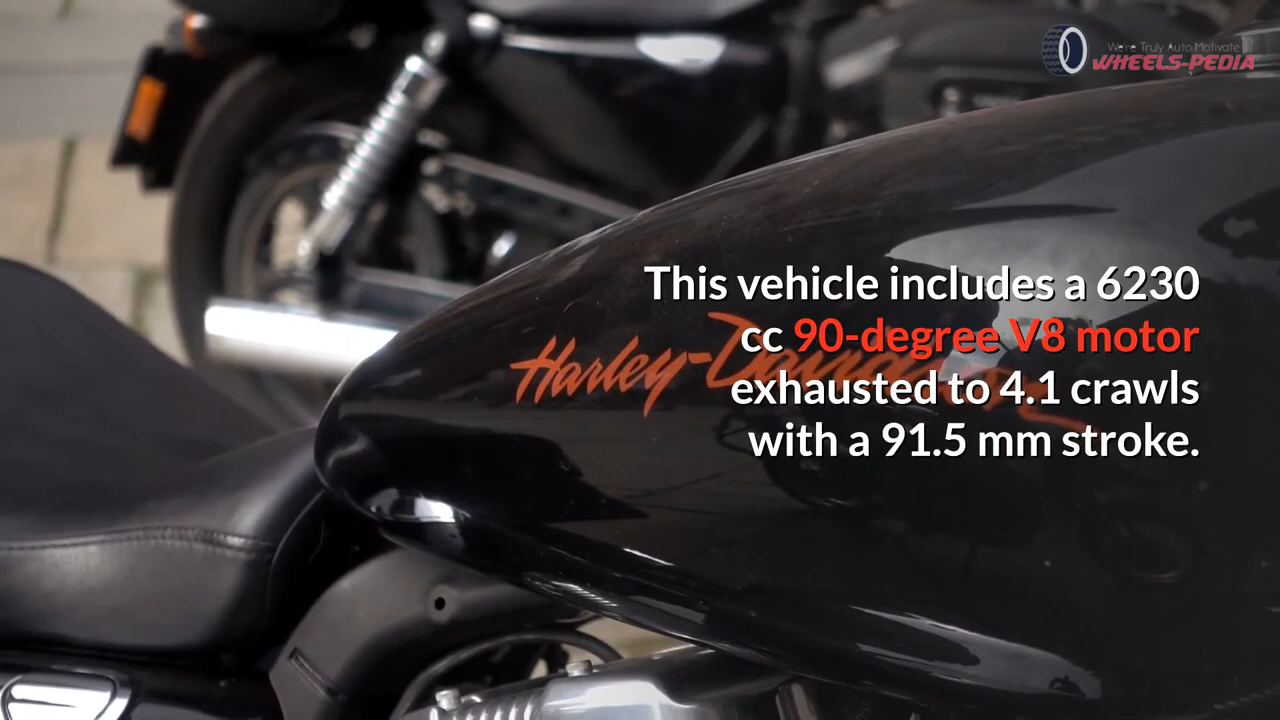 We're Truly Auto Motivate
WHEELS-PEDIA
This vehicle includes a 6230
cc 90-degree V8 motor
exhausted to 4.1 crawls
with a 91.5 mm stroke.
Harley-Davidson